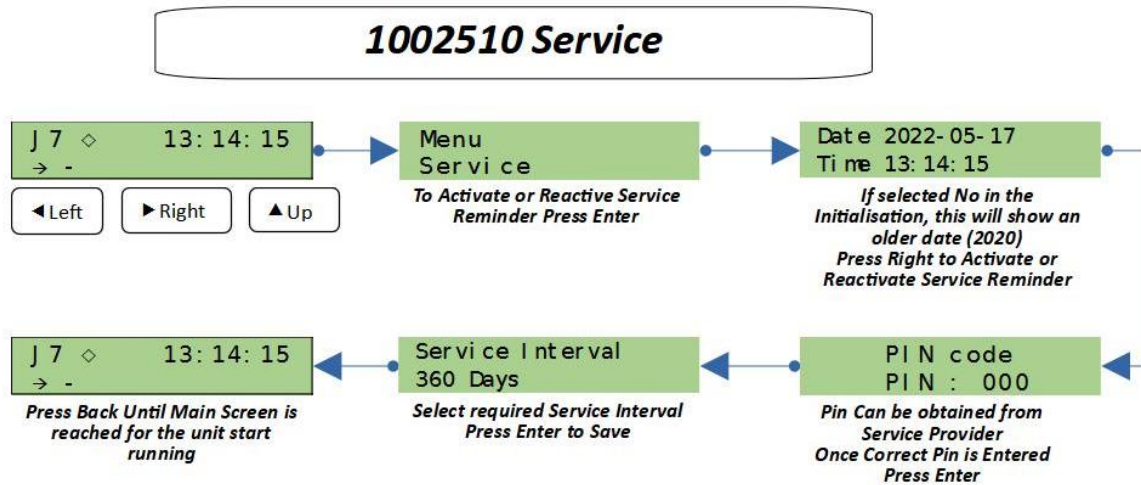 1002510 Service
J7 ◇ 13:14:15
→ -
◄Left ►Right ▲Up
Menu
Service
To Activate or Reactive Service
Reminder Press Enter
Date 2022-05-17
Time 13:14:15
If selected No in the
Initialisation, this will show an
older date (2020)
Press Right to Activate or
Reactivate Service Reminder
J7 ◇ 13:14:15
→ -
Press Back Until Main Screen is
reached for the unit start
running
Service Interval
360 Days
Select required Service Interval
Press Enter to Save
PIN code
PIN : 000
Pin Can be obtained from
Service Provider
Once Correct Pin is Entered
Press Enter